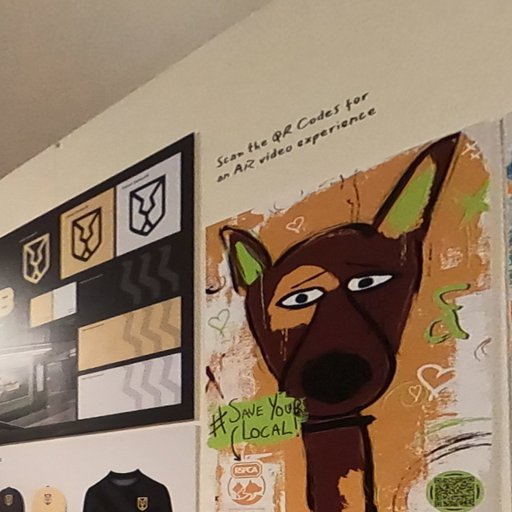 Scan the QR Codes for
an AR video experience
#SAVE YOUR
LOCAL!
RSPCA